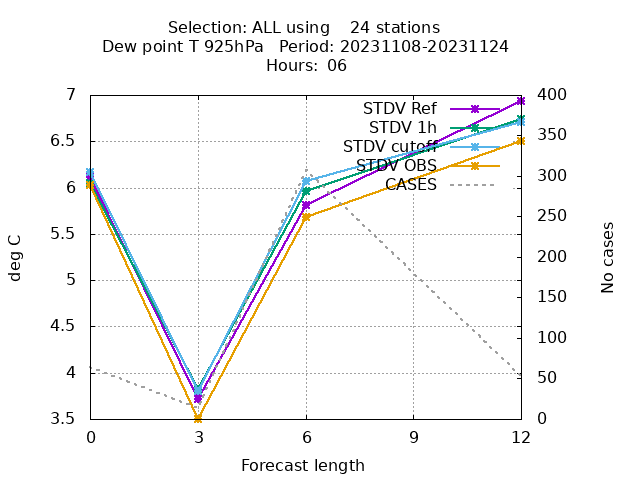 Selection: ALL using    24 stations
Dew point T 925hPa   Period: 20231108-20231124
Hours: 06
7
6.5
6
5.5
5
4.5
4
3.5
deg C
STDV Ref
STDV 1h
STDV cutoff
STDV OBS
CASES
400
350
300
250
200
150
100
50
0
No cases
0 3 6 9 12
Forecast length